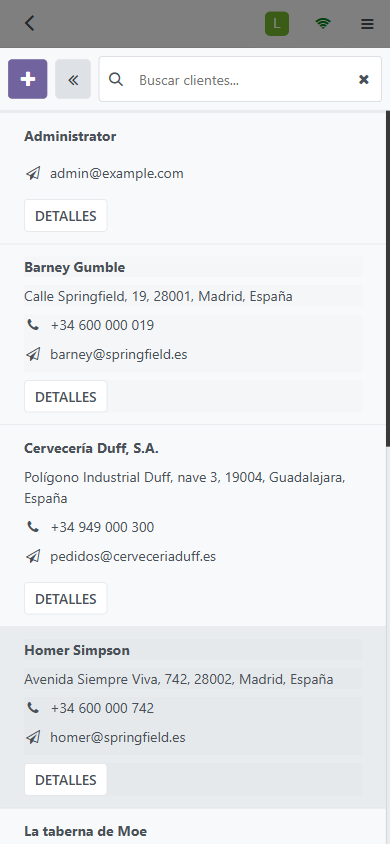 L
Buscar clientes...
Administrator
admin@example.com
DETALLES
Barney Gumble
Calle Springfield, 19, 28001, Madrid, España
+34 600 000 019
barney@springfield.es
DETALLES
Cervecería Duff, S.A.
Polígono Industrial Duff, nave 3, 19004, Guadalajara,
España
+34 949 000 300
pedidos@cerveceriaduff.es
DETALLES
Homer Simpson
Avenida Siempre Viva, 742, 28002, Madrid, España
+34 600 000 742
homer@springfield.es
DETALLES
La taberna de Moe